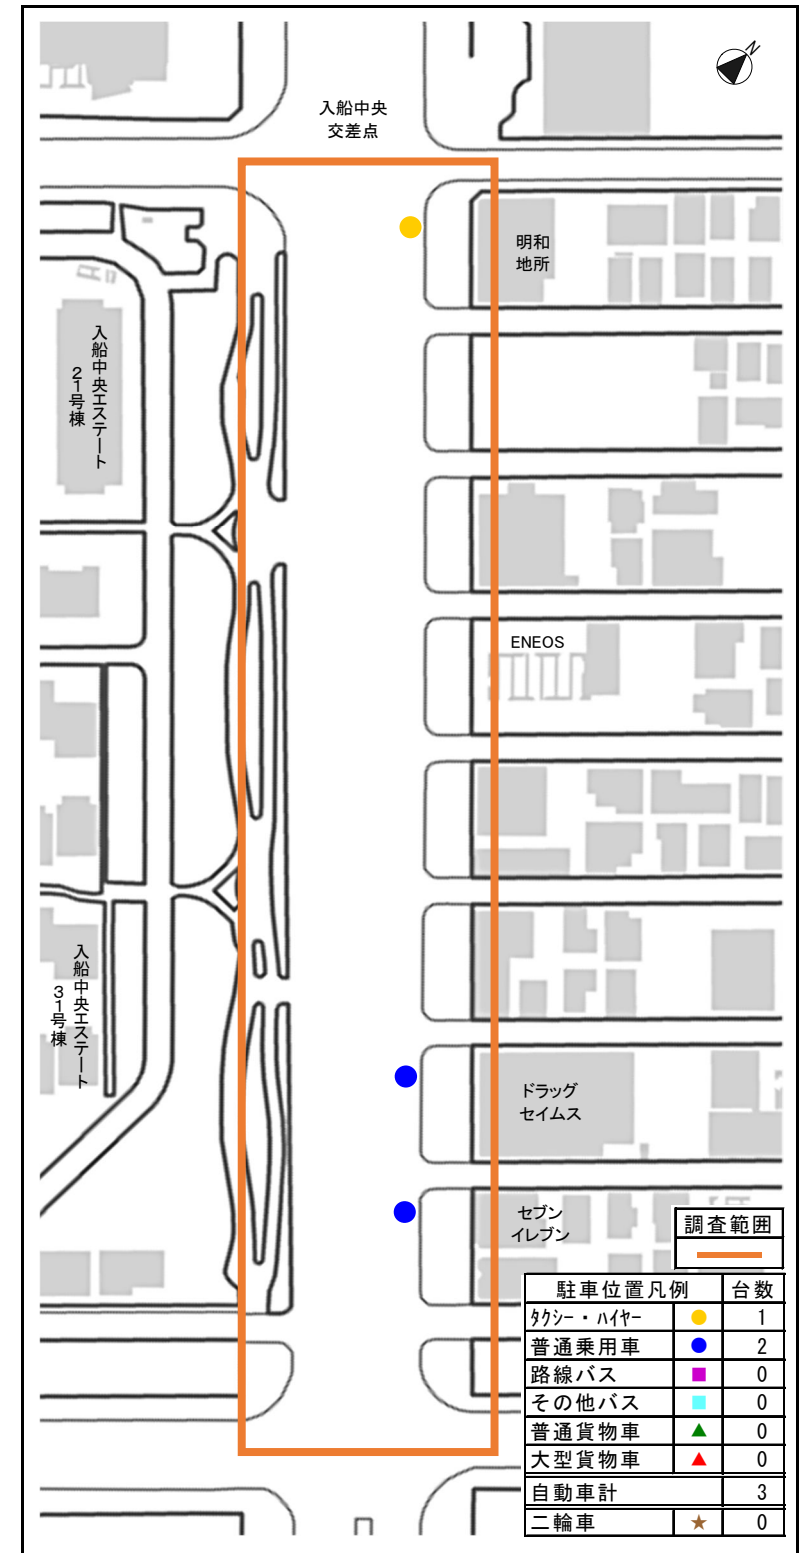 N
入船中央
交差点
明和
地所
入船中央エステート
21号棟
ENEOS
入船中央エステート
31号棟
ドラッグ
セイムス
セブン
イレブン
調査範囲
駐車位置凡例 台数
ﾀｸｼｰ・ﾊｲﾔｰ ● 1
普通乗用車 ● 2
路線バス ■ 0
その他バス ■ 0
普通貨物車 ▲ 0
大型貨物車 ▲ 0
自動車計 3
二輪車 ★ 0